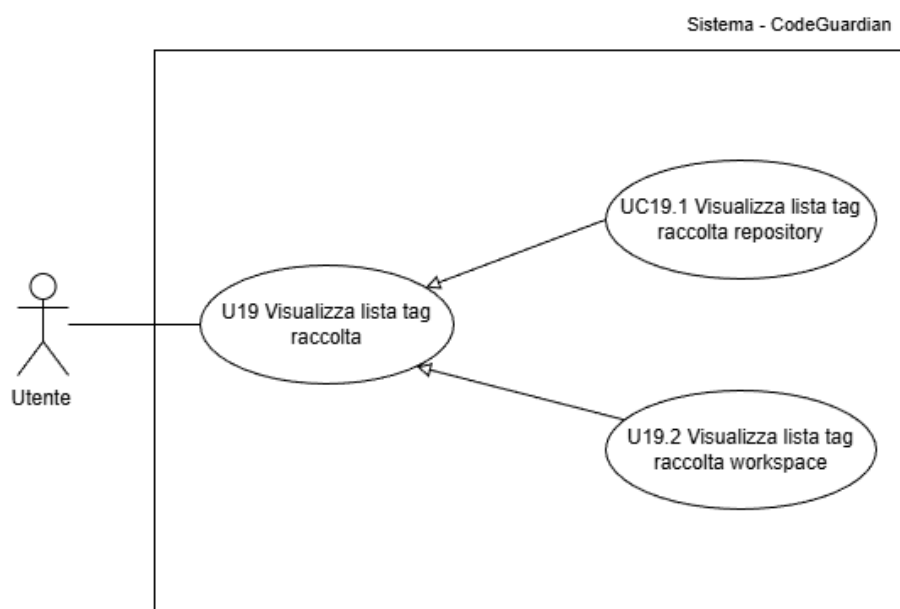 Sistema - CodeGuardian
UC19.1 Visualizza lista tag
raccolta repository
U19 Visualizza lista tag
raccolta
Utente
U19.2 Visualizza lista tag
raccolta workspace